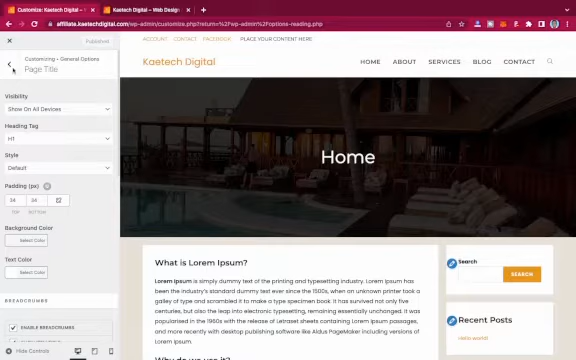 Customize: Kaetech Digital –
Kaetech Digital – Web Design
affiliate.kaetechdigital.com/wp-admin/customize.php?return=%2Fwp-admin%2Foptions-reading.php
Published
Customizing • General Options
Page Title
Visibility
Show On All Devices
Heading Tag
H1
Style
Default
Padding (px)
34 34
TOP BOTTOM
Background Color
Select Color
Text Color
Select Color
BREADCRUMBS
ENABLE BREADCRUMBS
Hide Controls
ACCOUNT CONTACT FACEBOOK PLACE YOUR CONTENT HERE
Kaetech Digital
HOME ABOUT SERVICES BLOG CONTACT
Home
What is Lorem Ipsum?
Lorem Ipsum is simply dummy text of the printing and typesetting industry. Lorem Ipsum has
been the industry's standard dummy text ever since the 1500s, when an unknown printer took a
galley of type and scrambled it to make a type specimen book. It has survived not only five
centuries, but also the leap into electronic typesetting, remaining essentially unchanged. It was
popularised in the 1960s with the release of Letraset sheets containing Lorem Ipsum passages,
and more recently with desktop publishing software like Aldus PageMaker including versions of
Lorem Ipsum.
Why do we use it?
Search
SEARCH
Recent Posts
Hello world!